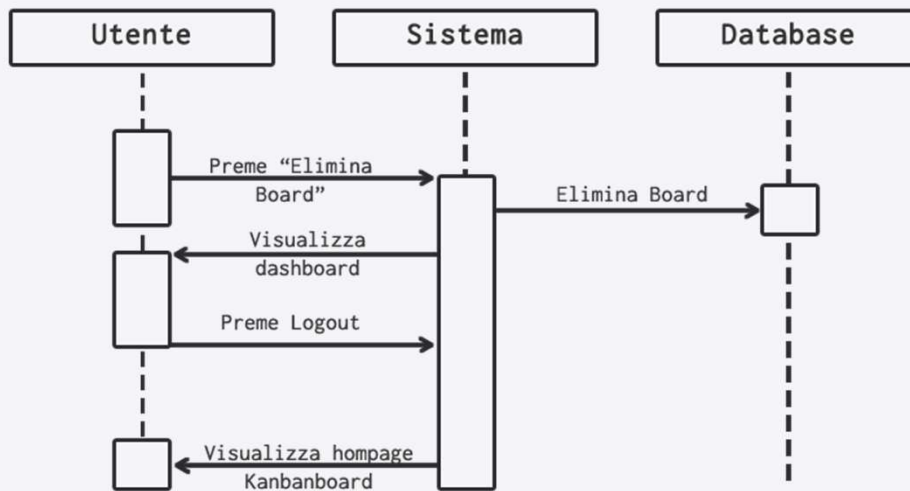 Utente
Sistema
Database
Preme “Elimina
Board”
Elimina Board
Visualizza
dashboard
Preme Logout
Visualizza hompage
Kanbanboard